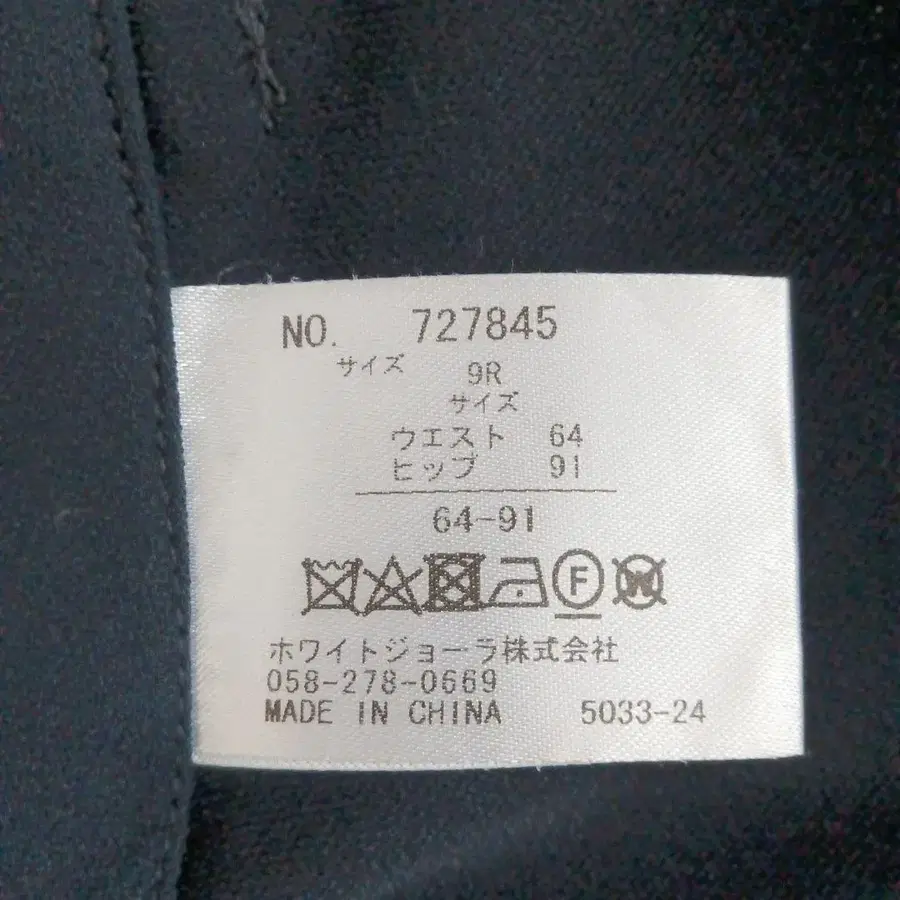 NO. 727845
サイズ 9R
サイズ
ウエスト 64
ヒップ 91
64-91
F W
ホワイトジョーラ株式会社
058-278-0669
MADE IN CHINA 5033-24